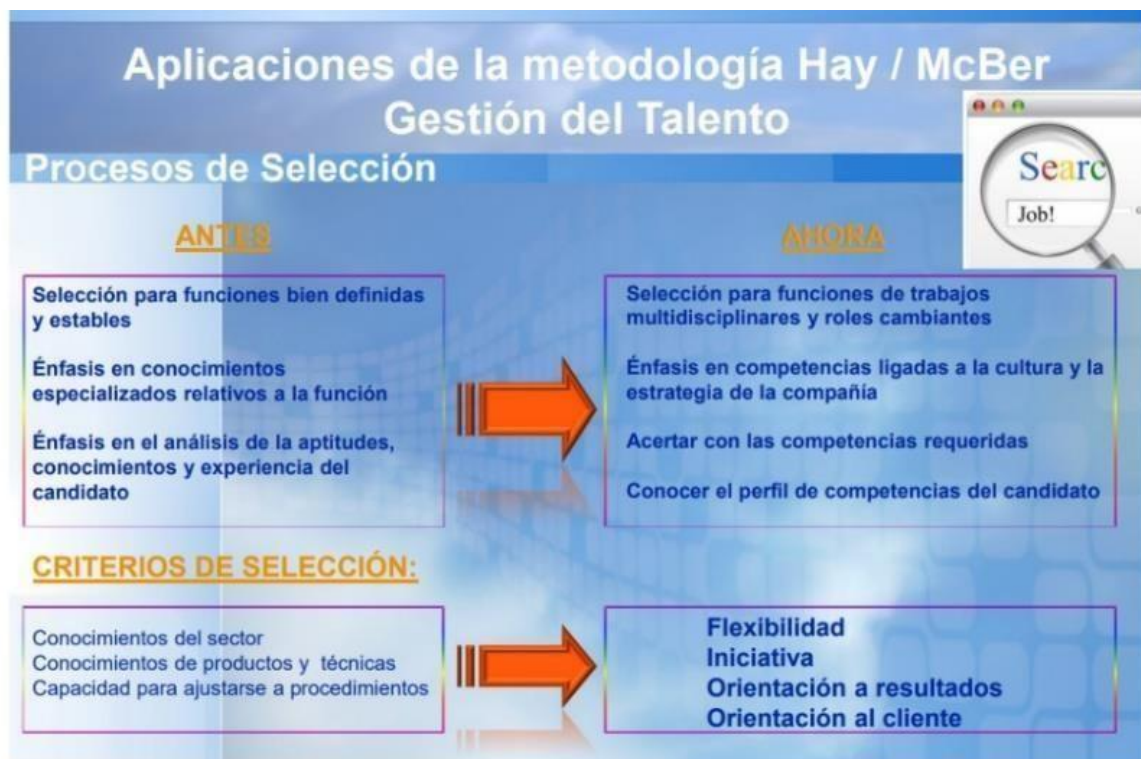 Aplicaciones de la metodología Hay / McBer
Gestión del Talento
Procesos de Selección
Searc
Job!
ANTES
Selección para funciones bien definidas
y estables
Énfasis en conocimientos
especializados relativos a la función
Énfasis en el análisis de la aptitudes,
conocimientos y experiencia del
candidato
AHORA
Selección para funciones de trabajos
multidisciplinares y roles cambiantes
Énfasis en competencias ligadas a la cultura y la
estrategia de la compañía
Acertar con las competencias requeridas
Conocer el perfil de competencias del candidato
CRITERIOS DE SELECCIÓN:
Conocimientos del sector
Conocimientos de productos y técnicas
Capacidad para ajustarse a procedimientos
Flexibilidad
Iniciativa
Orientación a resultados
Orientación al cliente